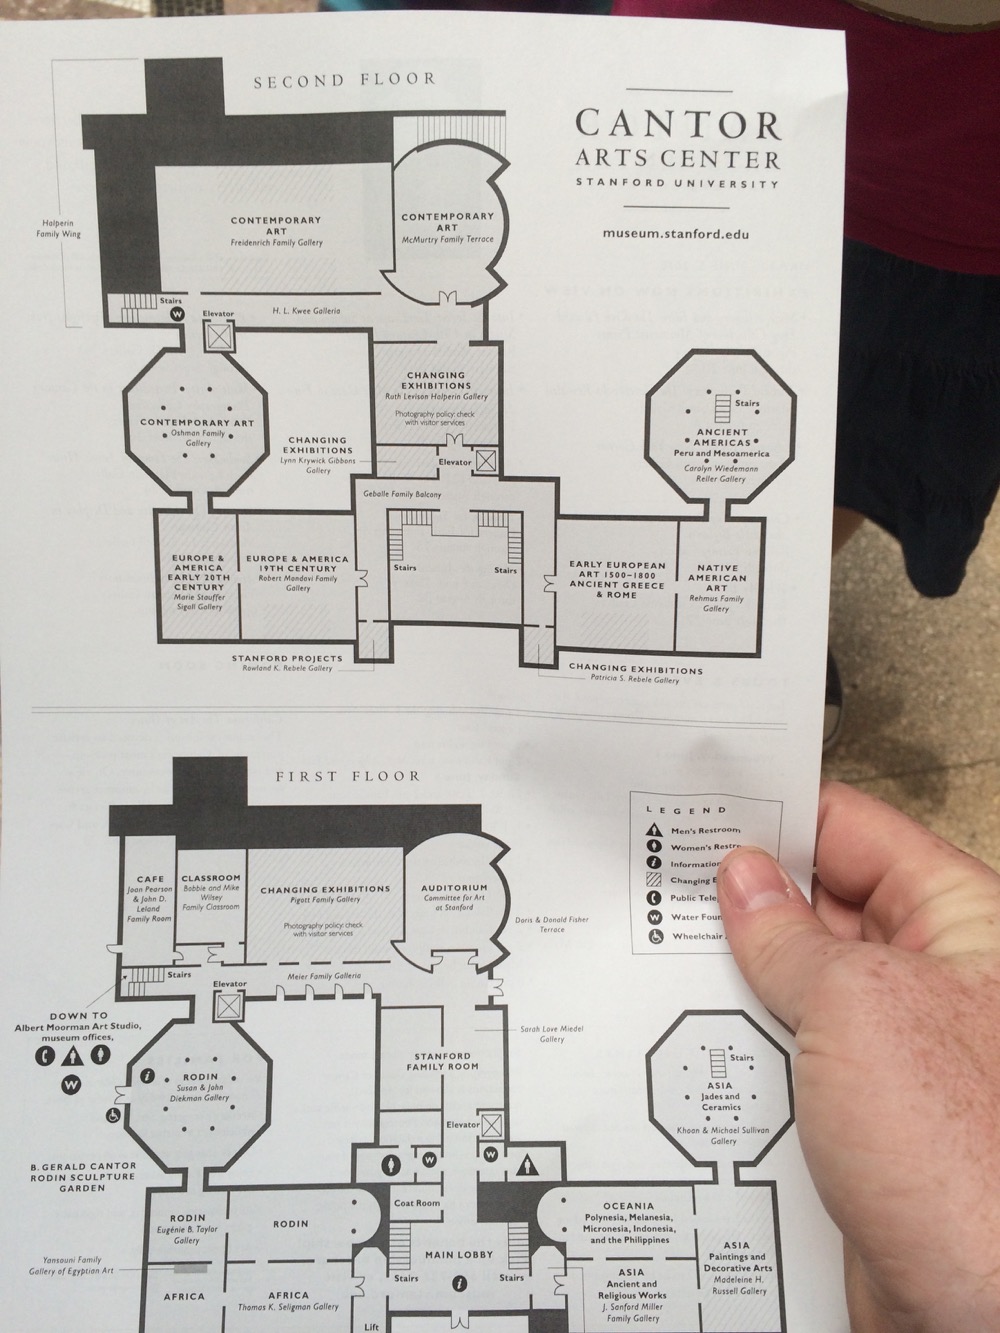 SECOND FLOOR
CANTOR
ARTS CENTER
STANFORD UNIVERSITY
museum.stanford.edu
Halperin
Family Wing
CONTEMPORARY
ART
Freidenrich Family Gallery
CONTEMPORARY
ART
McMurtry Family Terrace
Stairs
W
Elevator
H. L. Kwee Galleria
CHANGING
EXHIBITIONS
Ruth Levison Halperin Gallery
Photography policy: check
with visitor services
CONTEMPORARY ART
Oshman Family
Gallery
CHANGING
EXHIBITIONS
Lynn Krywick Gibbons
Gallery
Elevator
Stairs
ANCIENT
AMERICAS
Peru and Mesoamerica
Carolyn Wiedemann
Reller Gallery
Geballe Family Balcony
EUROPE &
AMERICA
EARLY 20TH
CENTURY
Marie Stauffer
Sigall Gallery
EUROPE & AMERICA
19TH CENTURY
Robert Mondavi Family
Gallery
Stairs
Stairs
EARLY EUROPEAN
ART 1500–1800
ANCIENT GREECE
& ROME
NATIVE
AMERICAN
ART
Rehmus Family
Gallery
STANFORD PROJECTS
Rowland K. Rebele Gallery
CHANGING EXHIBITIONS
Patricia S. Rebele Gallery
FIRST FLOOR
LEGEND
Men's Restroom
Women's Restr
i Information
Changing E
Public Tele
W Water Foun
Wheelchair
CAFE
Joan Pearson
& John D.
Leland
Family Room
CLASSROOM
Bobbie and Mike
Wilsey
Family Classroom
CHANGING EXHIBITIONS
Pigott Family Gallery
Photography policy: check
with visitor services
AUDITORIUM
Committee for Art
at Stanford
Doris & Donald Fisher
Terrace
Stairs
Elevator
Meier Family Galleria
DOWN TO
Albert Moorman Art Studio,
museum offices,
W
Sarah Love Miedel
Gallery
STANFORD
FAMILY ROOM
i
RODIN
Susan & John
Diekman Gallery
Stairs
ASIA
Jades and
Ceramics
Khoan & Michael Sullivan
Gallery
Elevator
W
W
B. GERALD CANTOR
RODIN SCULPTURE
GARDEN
RODIN
Eugénie B. Taylor
Gallery
RODIN
Coat Room
OCEANIA
Polynesia, Melanesia,
Micronesia, Indonesia,
and the Philippines
Yansouni Family
Gallery of Egyptian Art
AFRICA
AFRICA
Thomas K. Seligman Gallery
MAIN LOBBY
Stairs
i
Stairs
Lift
ASIA
Ancient and
Religious Works
J. Sanford Miller
Family Gallery
ASIA
Paintings and
Decorative Arts
Madeleine H.
Russell Gallery